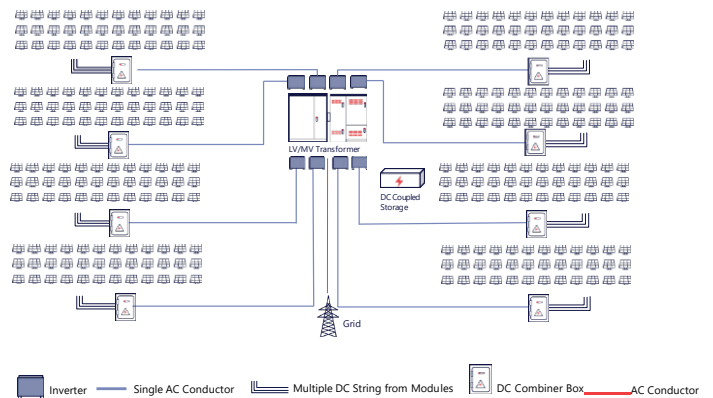 LV/MV Transformer
DC Coupled
Storage
Grid
Inverter
Single AC Conductor
Multiple DC String from Modules
DC Combiner Box
AC Conductor